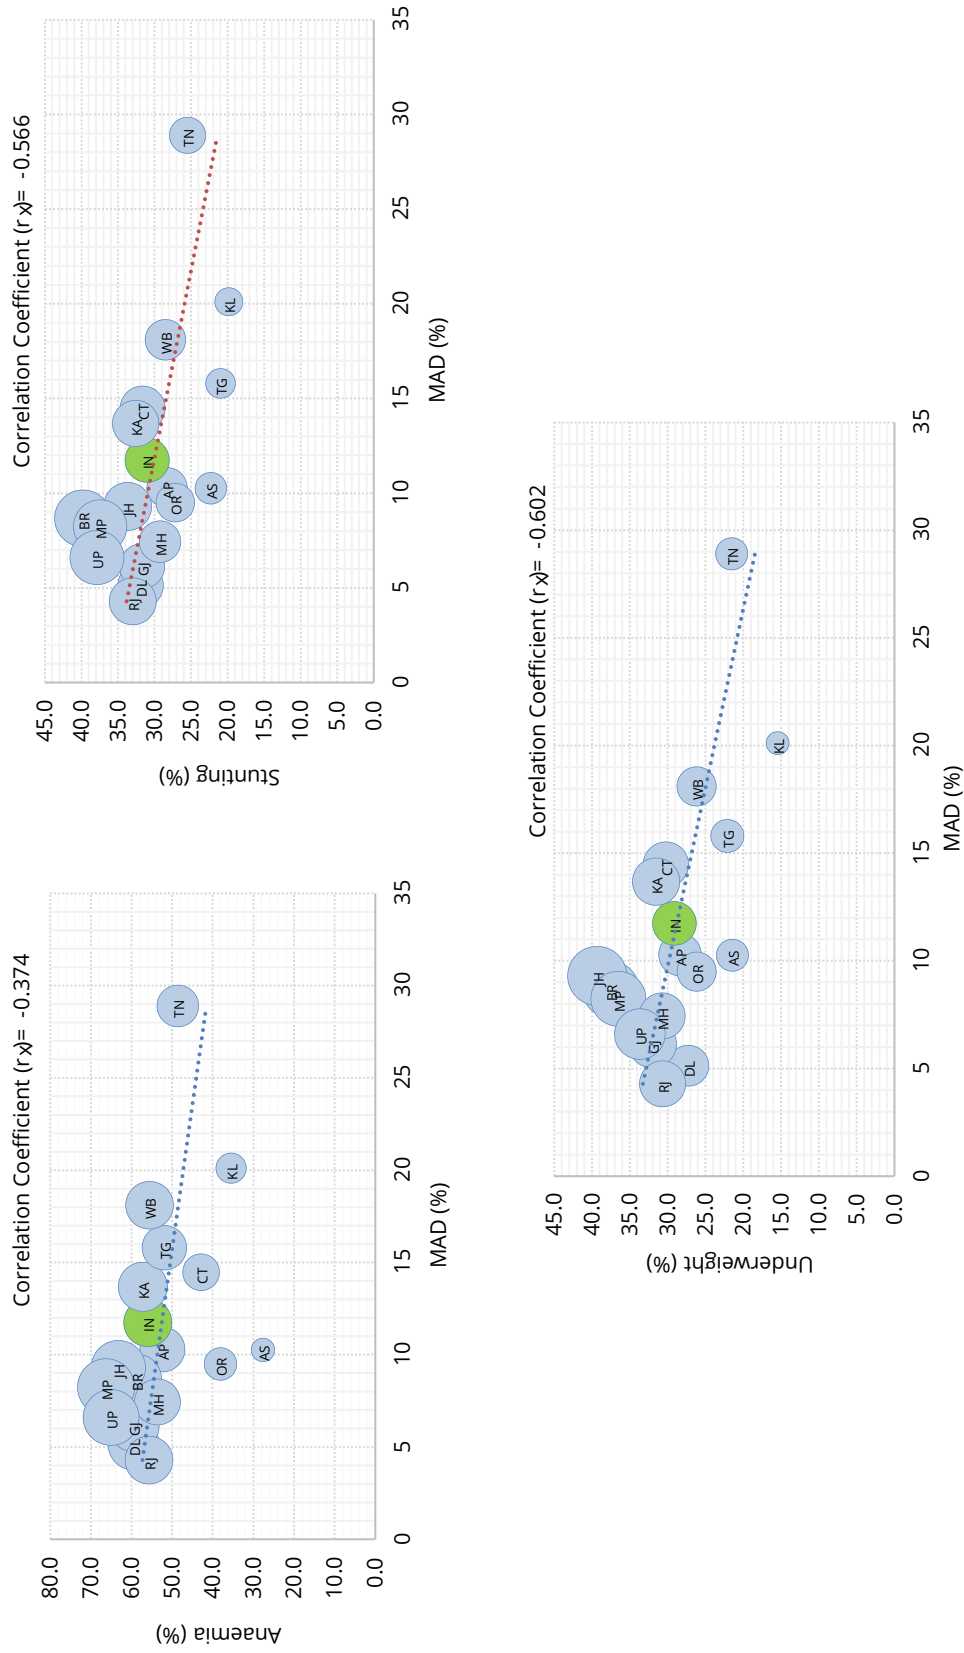 Correlation Coefficient (rₓ)= -0.374
Anaemia (%)
80.0
70.0
60.0
50.0
40.0
30.0
20.0
10.0
0.0
0
5
10
15
20
25
30
35
MAD (%)
RJ
DL
GJ
UP
MP
MH
BR
JH
OR
AS
AP
IN
KA
CT
TG
WB
KL
TN
Correlation Coefficient (rₓ)= -0.566
Stunting (%)
45.0
40.0
35.0
30.0
25.0
20.0
15.0
10.0
5.0
0.0
0
5
10
15
20
25
30
35
MAD (%)
RJ
DL
GJ
UP
MH
MP
BR
JH
OR
AP
AS
IN
KA
CT
TG
WB
KL
TN
Correlation Coefficient (rₓ)= -0.602
Underweight (%)
45.0
40.0
35.0
30.0
25.0
20.0
15.0
10.0
5.0
0.0
0
5
10
15
20
25
30
35
MAD (%)
RJ
DL
GJ
UP
MH
MP
BR
JH
OR
AP
AS
IN
KA
CT
TG
WB
KL
TN